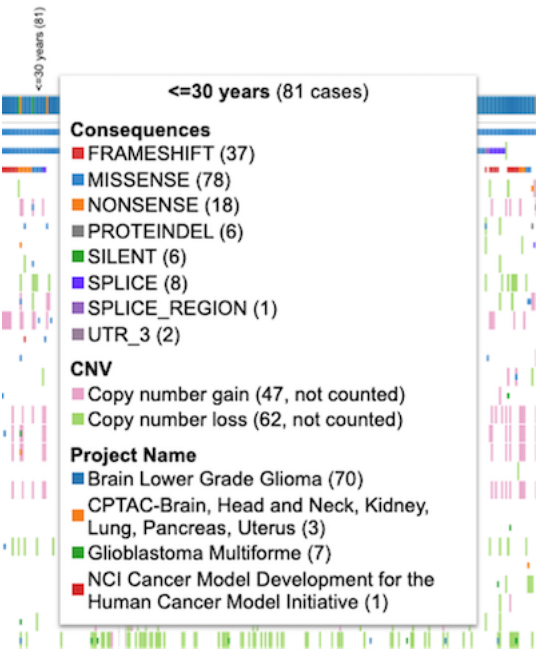 <=30 years (81)
<=30 years (81 cases)
Consequences
FRAMESHIFT (37)
MISSENSE (78)
NONSENSE (18)
PROTEINDEL (6)
SILENT (6)
SPLICE (8)
SPLICE_REGION (1)
UTR_3 (2)
CNV
Copy number gain (47, not counted)
Copy number loss (62, not counted)
Project Name
Brain Lower Grade Glioma (70)
CPTAC-Brain, Head and Neck, Kidney,
Lung, Pancreas, Uterus (3)
Glioblastoma Multiforme (7)
NCI Cancer Model Development for the
Human Cancer Model Initiative (1)